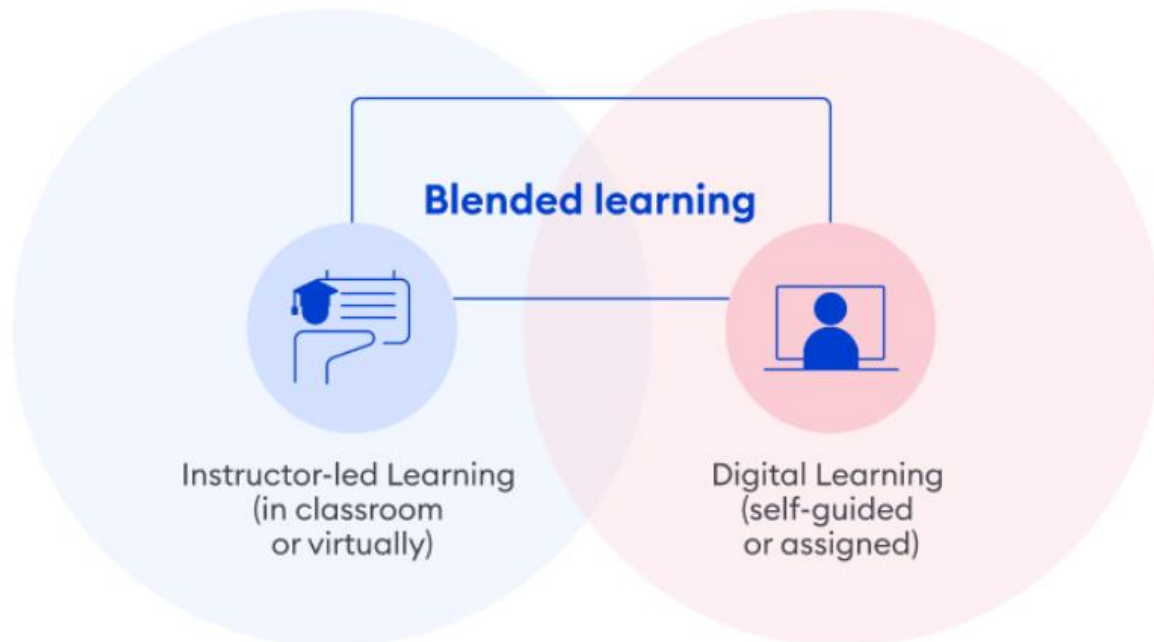 Blended learning
Instructor-led Learning
(in classroom
or virtually)
Digital Learning
(self-guided
or assigned)